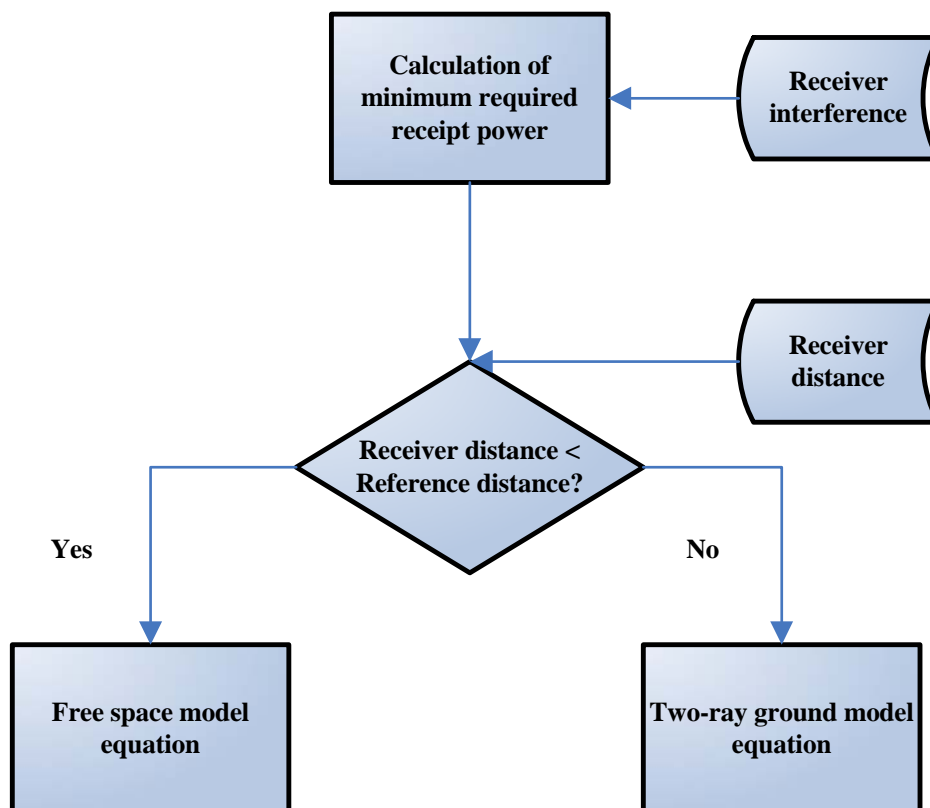 Calculation of
minimum required
receipt power
Receiver
interference
Receiver
distance
Receiver distance <
Reference distance?
Yes
No
Free space model
equation
Two-ray ground model
equation